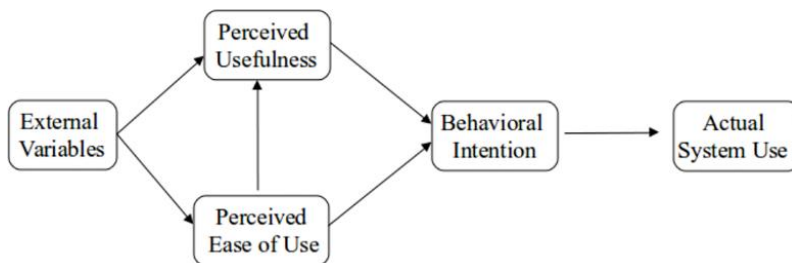 Perceived
Usefulness
External
Variables
Behavioral
Intention
Actual
System Use
Perceived
Ease of Use